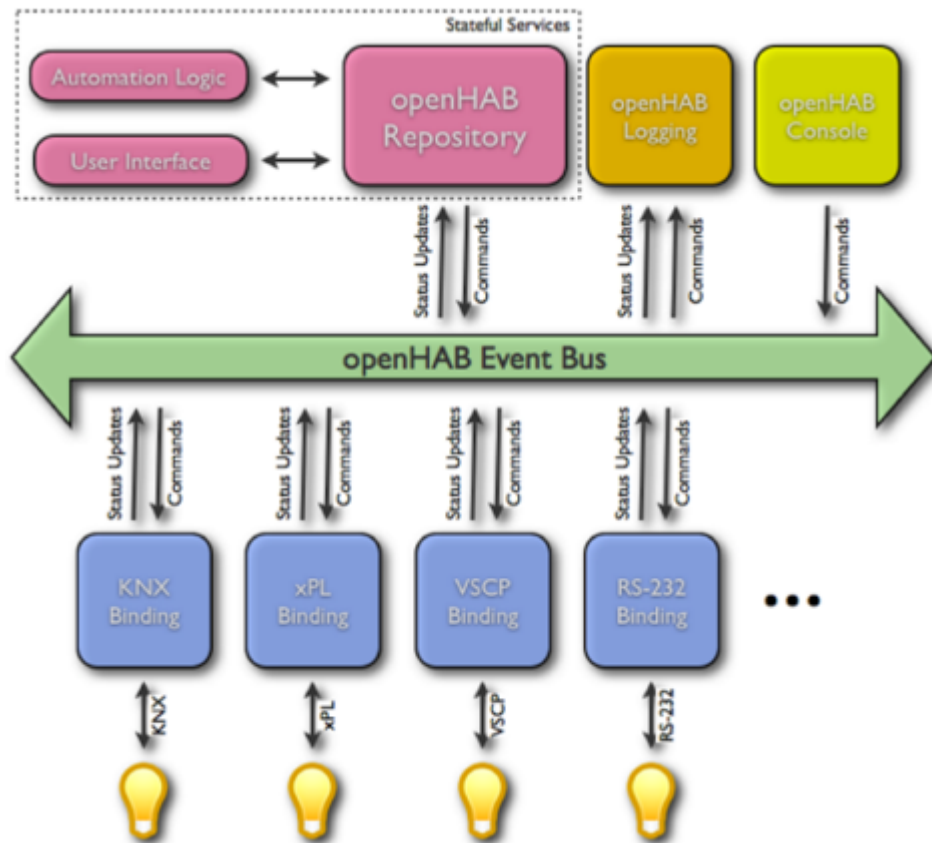 Stateful Services
Automation Logic
User Interface
openHAB
Repository
openHAB
Logging
openHAB
Console
Status Updates
Commands
Status Updates
Commands
Commands
openHAB Event Bus
Status Updates
Commands
Status Updates
Commands
Status Updates
Commands
Status Updates
Commands
KNX
Binding
xPL
Binding
VSCP
Binding
RS-232
Binding
•••
KNX
xPL
VSCP
RS-232